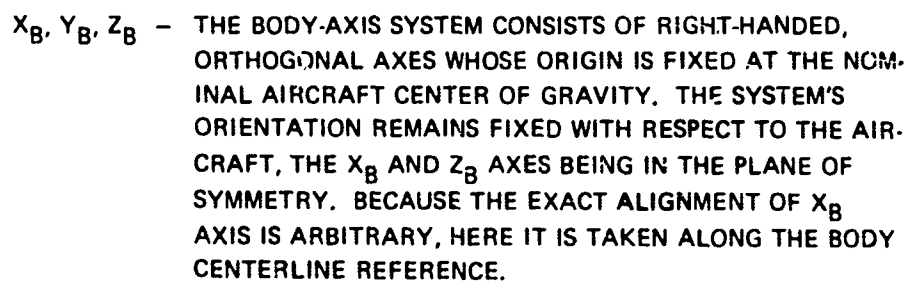 X_B, Y_B, Z_B – THE BODY-AXIS SYSTEM CONSISTS OF RIGHT-HANDED,
ORTHOGONAL AXES WHOSE ORIGIN IS FIXED AT THE NOM-
INAL AIRCRAFT CENTER OF GRAVITY. THE SYSTEM'S
ORIENTATION REMAINS FIXED WITH RESPECT TO THE AIR-
CRAFT, THE X_B AND Z_B AXES BEING IN THE PLANE OF
SYMMETRY. BECAUSE THE EXACT ALIGNMENT OF X_B
AXIS IS ARBITRARY, HERE IT IS TAKEN ALONG THE BODY
CENTERLINE REFERENCE.